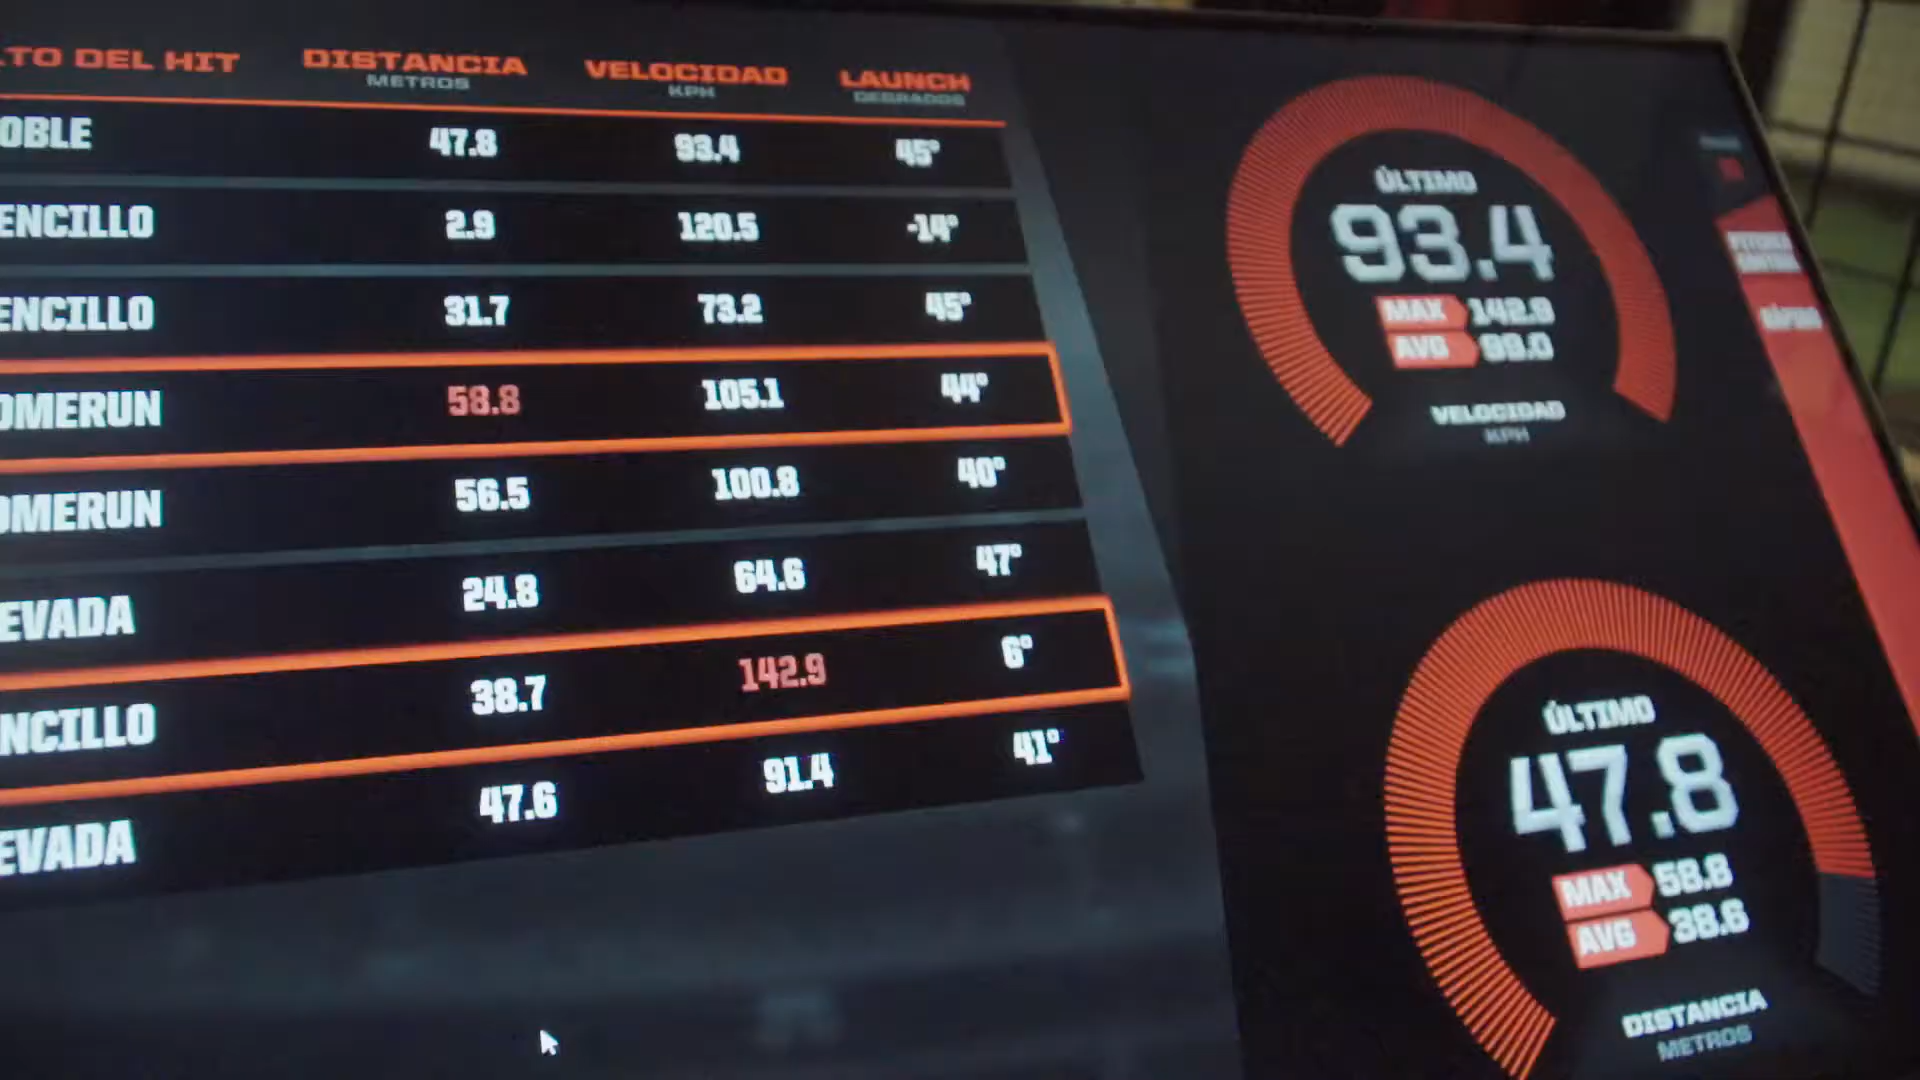 LTO DEL HIT DISTANCIA VELOCIDAD LAUNCH
METROS KPH DEGRADOS
OBLE 47.8 93.4 45°
ENCILLO 2.9 120.5 -14°
ENCILLO 31.7 73.2 45°
OMERUN 58.8 105.1 44°
OMERUN 56.5 100.8 40°
EVADA 24.8 64.6 47°
NCILLO 38.7 142.9 6°
EVADA 47.6 91.4 41°
ÚLTIMO
93.4
MAX 142.9
AVG 99.0
VELOCIDAD
KPH
ÚLTIMO
47.8
MAX 58.8
AVG 38.6
DISTANCIA
METROS
RÁPIDO